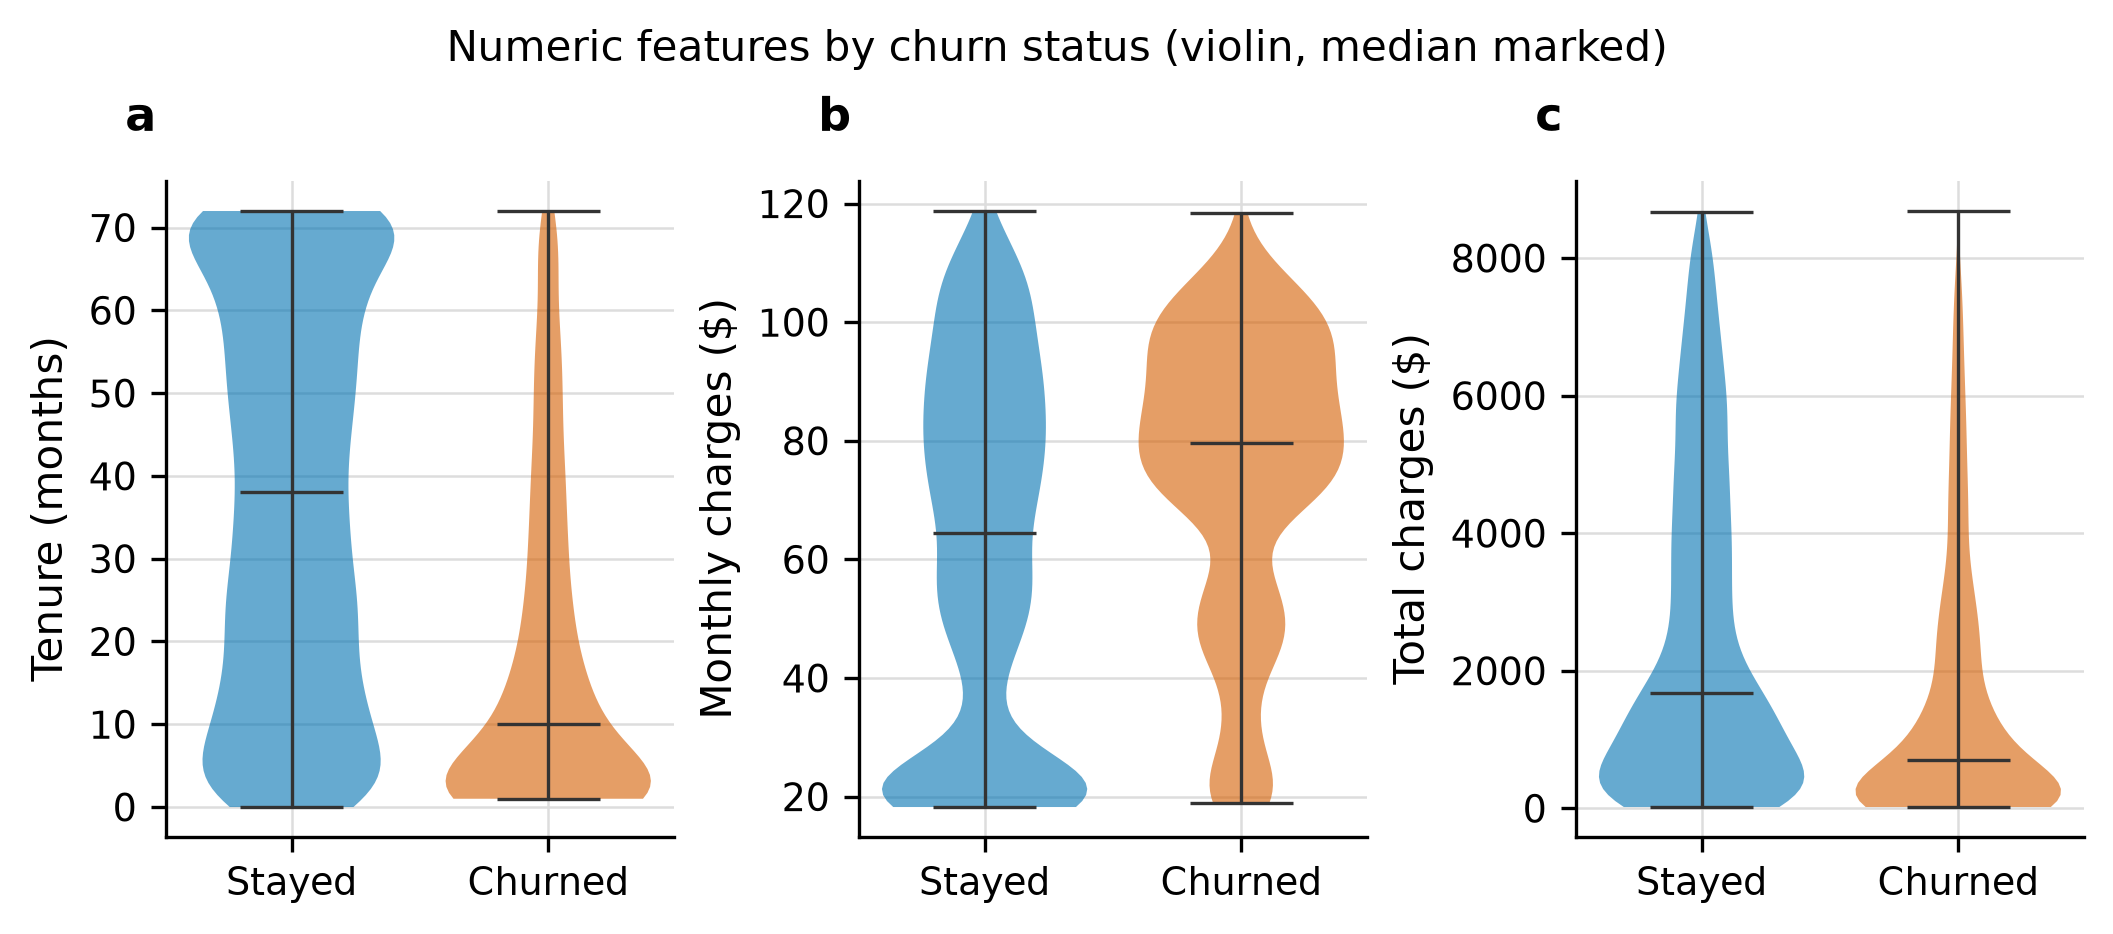 Numeric features by churn status (violin, median marked)
a
Tenure (months)
70
60
50
40
30
20
10
0
Stayed
Churned
b
Monthly charges ($)
120
100
80
60
40
20
Stayed
Churned
c
Total charges ($)
8000
6000
4000
2000
0
Stayed
Churned